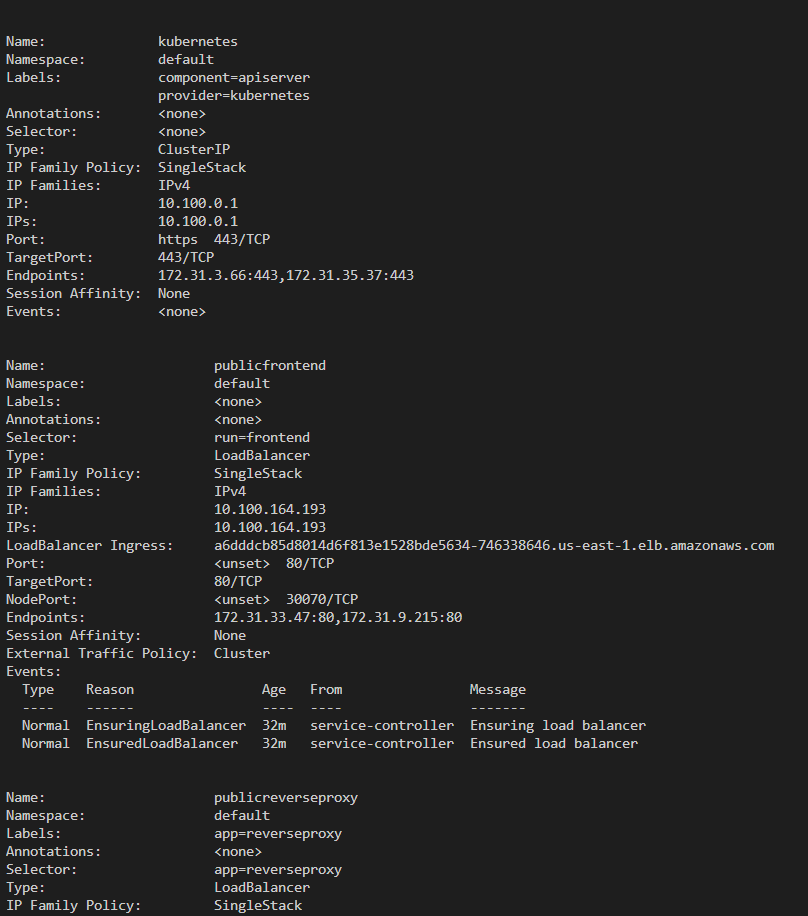 Name:              kubernetes
Namespace:         default
Labels:            component=apiserver
                   provider=kubernetes
Annotations:       <none>
Selector:          <none>
Type:              ClusterIP
IP Family Policy:  SingleStack
IP Families:       IPv4
IP:                10.100.0.1
IPs:               10.100.0.1
Port:              https  443/TCP
TargetPort:        443/TCP
Endpoints:         172.31.3.66:443,172.31.35.37:443
Session Affinity:  None
Events:            <none>
Name:                     publicfrontend
Namespace:                default
Labels:                   <none>
Annotations:              <none>
Selector:                 run=frontend
Type:                     LoadBalancer
IP Family Policy:         SingleStack
IP Families:              IPv4
IP:                       10.100.164.193
IPs:                      10.100.164.193
LoadBalancer Ingress:     a6dddcb85d8014d6f813e1528bde5634-746338646.us-east-1.elb.amazonaws.com
Port:                     <unset>  80/TCP
TargetPort:               80/TCP
NodePort:                 <unset>  30070/TCP
Endpoints:                172.31.33.47:80,172.31.9.215:80
Session Affinity:         None
External Traffic Policy:  Cluster
Events:
  Type    Reason                Age   From                Message
  ----    ------                ----  ----                -------
  Normal  EnsuringLoadBalancer  32m   service-controller  Ensuring load balancer
  Normal  EnsuredLoadBalancer   32m   service-controller  Ensured load balancer
Name:                     publicreverseproxy
Namespace:                default
Labels:                   app=reverseproxy
Annotations:              <none>
Selector:                 app=reverseproxy
Type:                     LoadBalancer
IP Family Policy:         SingleStack